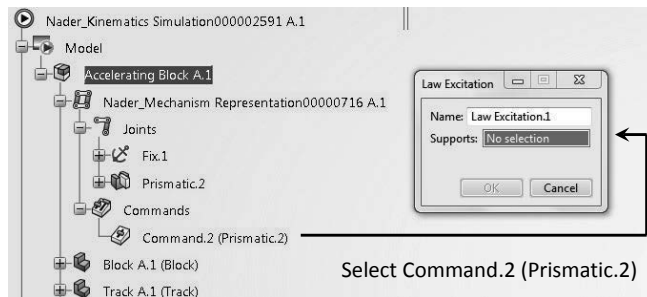 Nader_Kinematics Simulation000002591 A.1
Model
Accelerating Block A.1
Nader_Mechanism Representation00000716 A.1
Joints
Fix.1
Prismatic.2
Commands
Command.2 (Prismatic.2)
Block A.1 (Block)
Track A.1 (Track)
Law Excitation
Name: Law Excitation.1
Supports: No selection
OK Cancel
Select Command.2 (Prismatic.2)